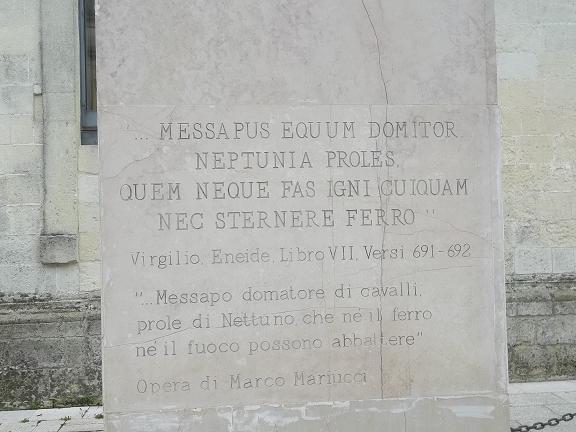 "... MESSAPUS EQUUM DOMITOR
NEPTUNIA PROLES,
QUEM NEQUE FAS IGNI CUIQUAM
NEC STERNERE FERRO "
Virgilio, Eneide, Libro VII, Versi 691-692
"...Messapo domatore di cavalli,
prole di Nettuno, che né il ferro
né il fuoco possono abbattere"
Opera di Marco Mariucci